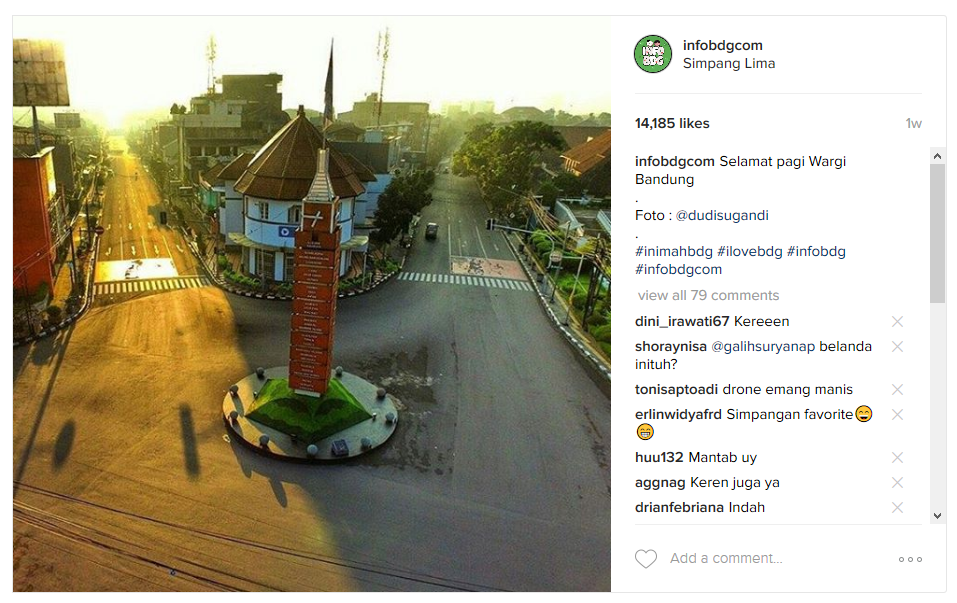 INFO
BDG
infobdgcom
Simpang Lima
14,185 likes
1w
infobdgcom Selamat pagi Wargi
Bandung
.
Foto : @dudisugandi
.
#inimahbdg #ilovebdg #infobdg
#infobdgcom
view all 79 comments
dini_irawati67 Kereeen
shoraynisa @galihsuryanap belanda
inituh?
tonisaptoadi drone emang manis
erlinwidyafrd Simpangan favorite😄
😁
huu132 Mantab uy
aggnag Keren juga ya
drianfebriana Indah
Add a comment...